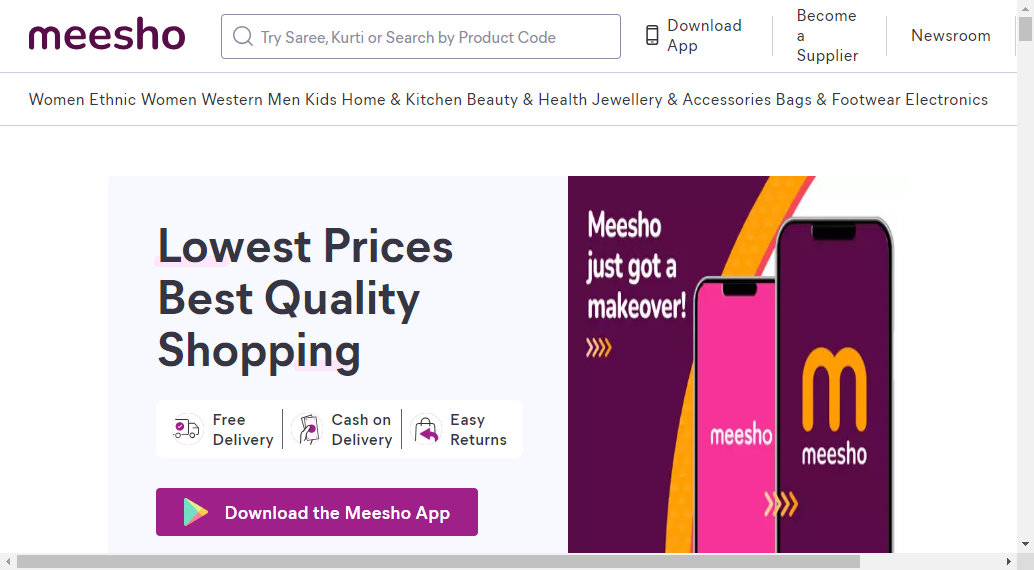 meesho
Try Saree, Kurti or Search by Product Code
Download
App
Become
a
Supplier
Newsroom
Women Ethnic Women Western Men Kids Home & Kitchen Beauty & Health Jewellery & Accessories Bags & Footwear Electronics
Lowest Prices
Best Quality
Shopping
Free
Delivery
Cash on
Delivery
Easy
Returns
Download the Meesho App
Meesho
just got a
makeover!
meesho
meesho